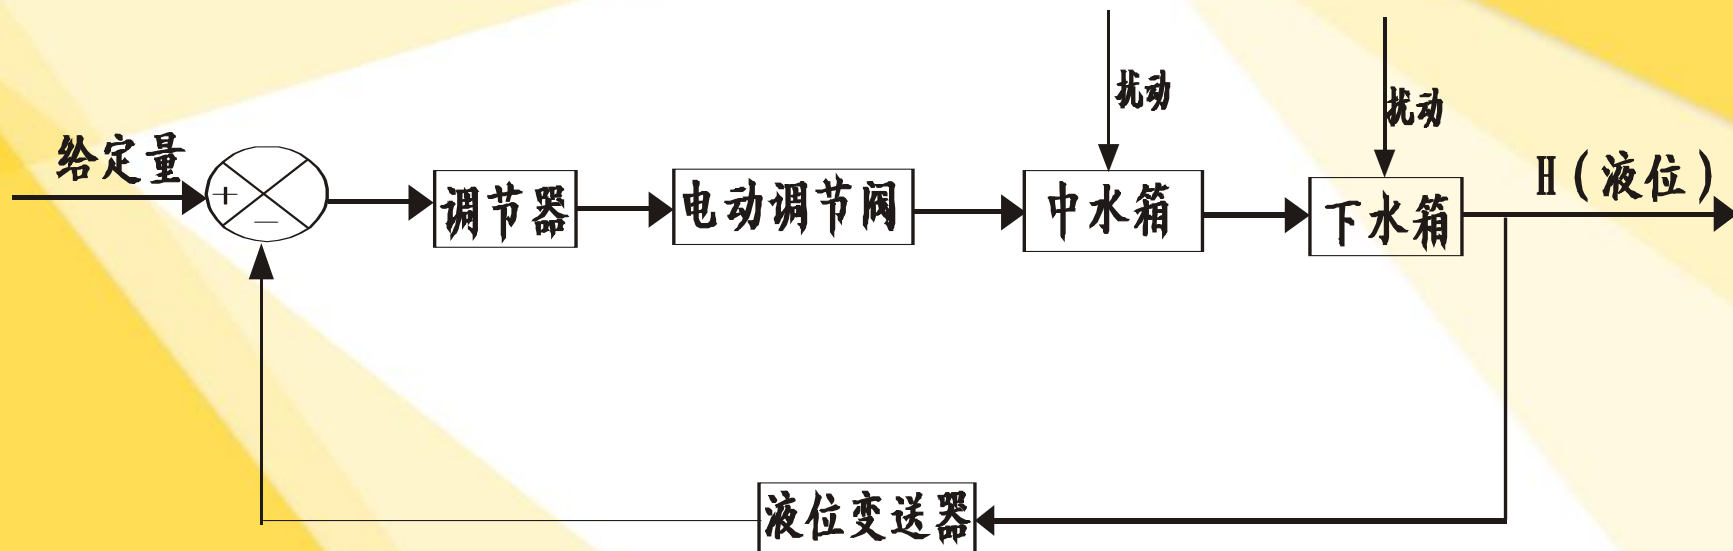 扰动
扰动
给定量
H(液位)
+
−
调节器
电动调节阀
中水箱
下水箱
液位变送器